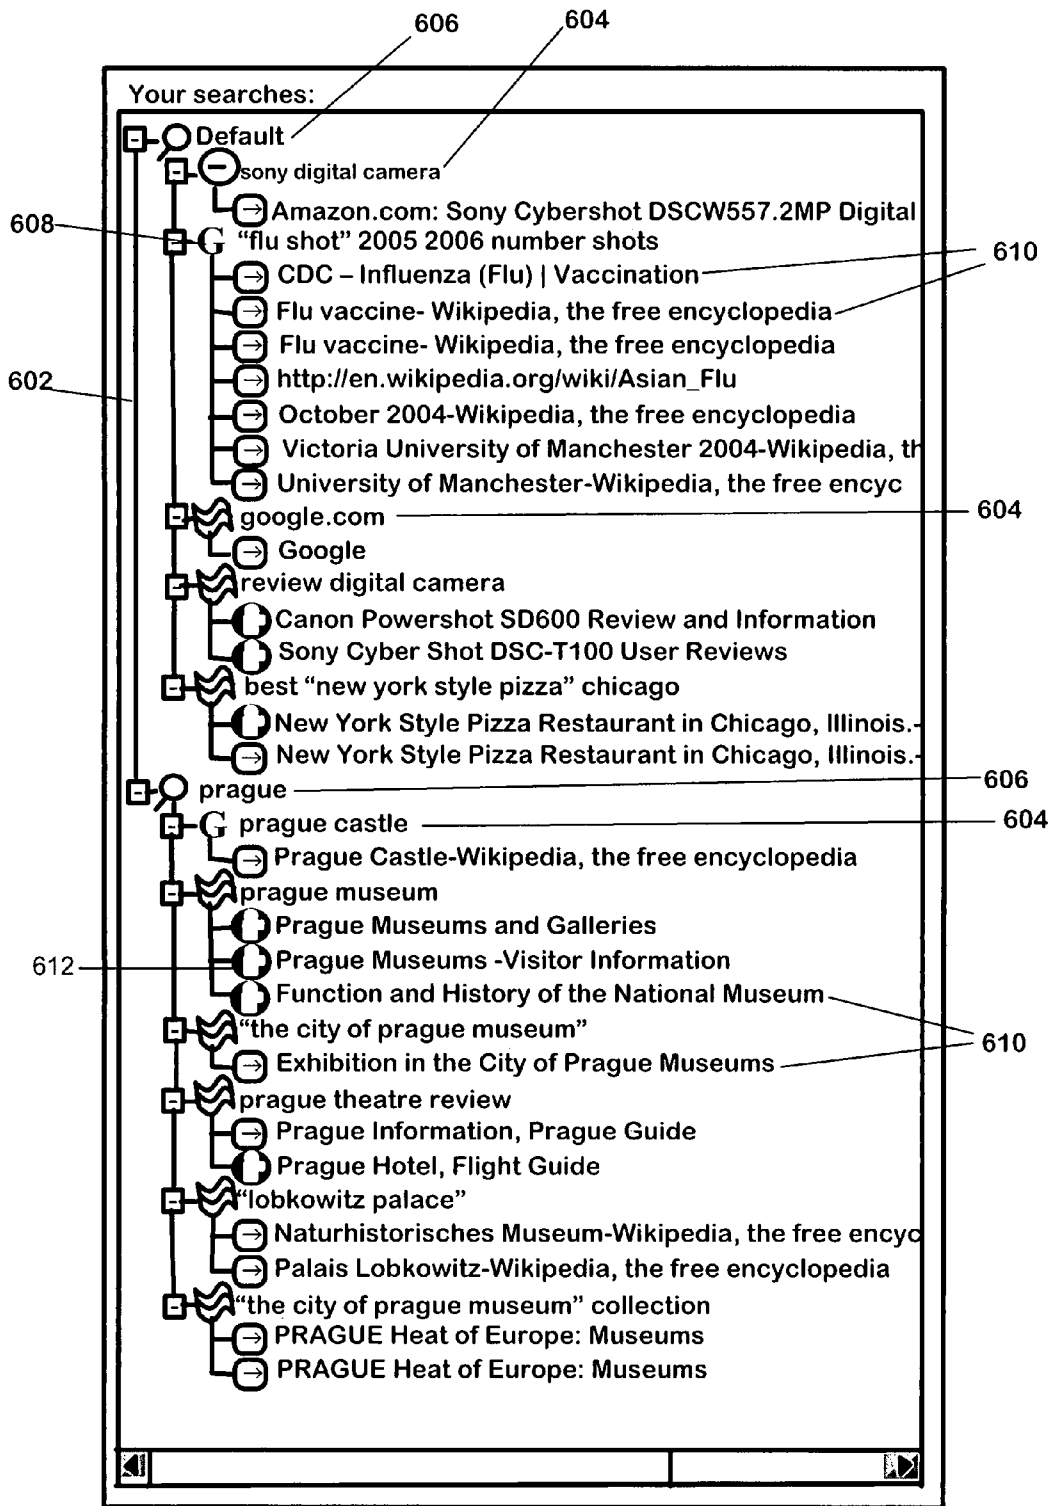 606
604
Your searches:
Default
sony digital camera
Amazon.com: Sony Cybershot DSCW557.2MP Digital
608
G "flu shot" 2005 2006 number shots
610
CDC – Influenza (Flu) | Vaccination
Flu vaccine- Wikipedia, the free encyclopedia
Flu vaccine- Wikipedia, the free encyclopedia
602
http://en.wikipedia.org/wiki/Asian_Flu
October 2004-Wikipedia, the free encyclopedia
Victoria University of Manchester 2004-Wikipedia, th
University of Manchester-Wikipedia, the free encyc
google.com
604
Google
review digital camera
Canon Powershot SD600 Review and Information
Sony Cyber Shot DSC-T100 User Reviews
best “new york style pizza” chicago
New York Style Pizza Restaurant in Chicago, Illinois.-
New York Style Pizza Restaurant in Chicago, Illinois.-
prague
606
G prague castle
604
Prague Castle-Wikipedia, the free encyclopedia
prague museum
Prague Museums and Galleries
612
Prague Museums -Visitor Information
Function and History of the National Museum
“the city of prague museum”
610
Exhibition in the City of Prague Museums
prague theatre review
Prague Information, Prague Guide
Prague Hotel, Flight Guide
“lobkowitz palace”
Naturhistorisches Museum-Wikipedia, the free encyc
Palais Lobkowitz-Wikipedia, the free encyclopedia
“the city of prague museum” collection
PRAGUE Heat of Europe: Museums
PRAGUE Heat of Europe: Museums